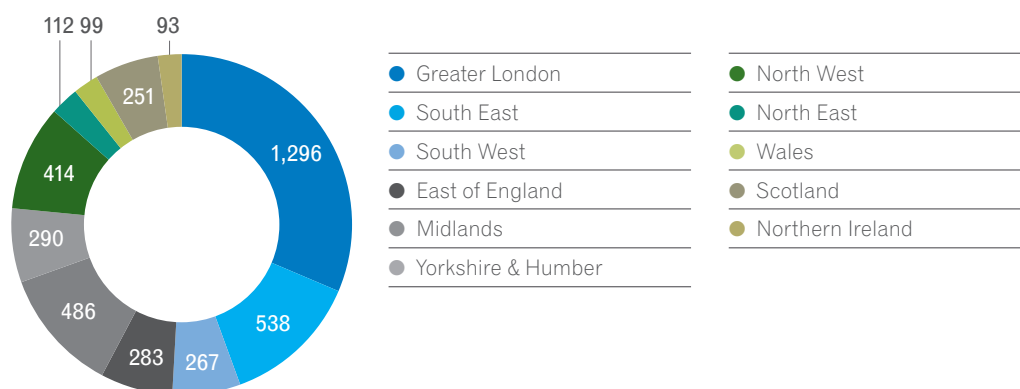 112 99 93
251
1,296
414
290
486
538
283 267
Greater London
South East
South West
East of England
Midlands
Yorkshire & Humber
North West
North East
Wales
Scotland
Northern Ireland